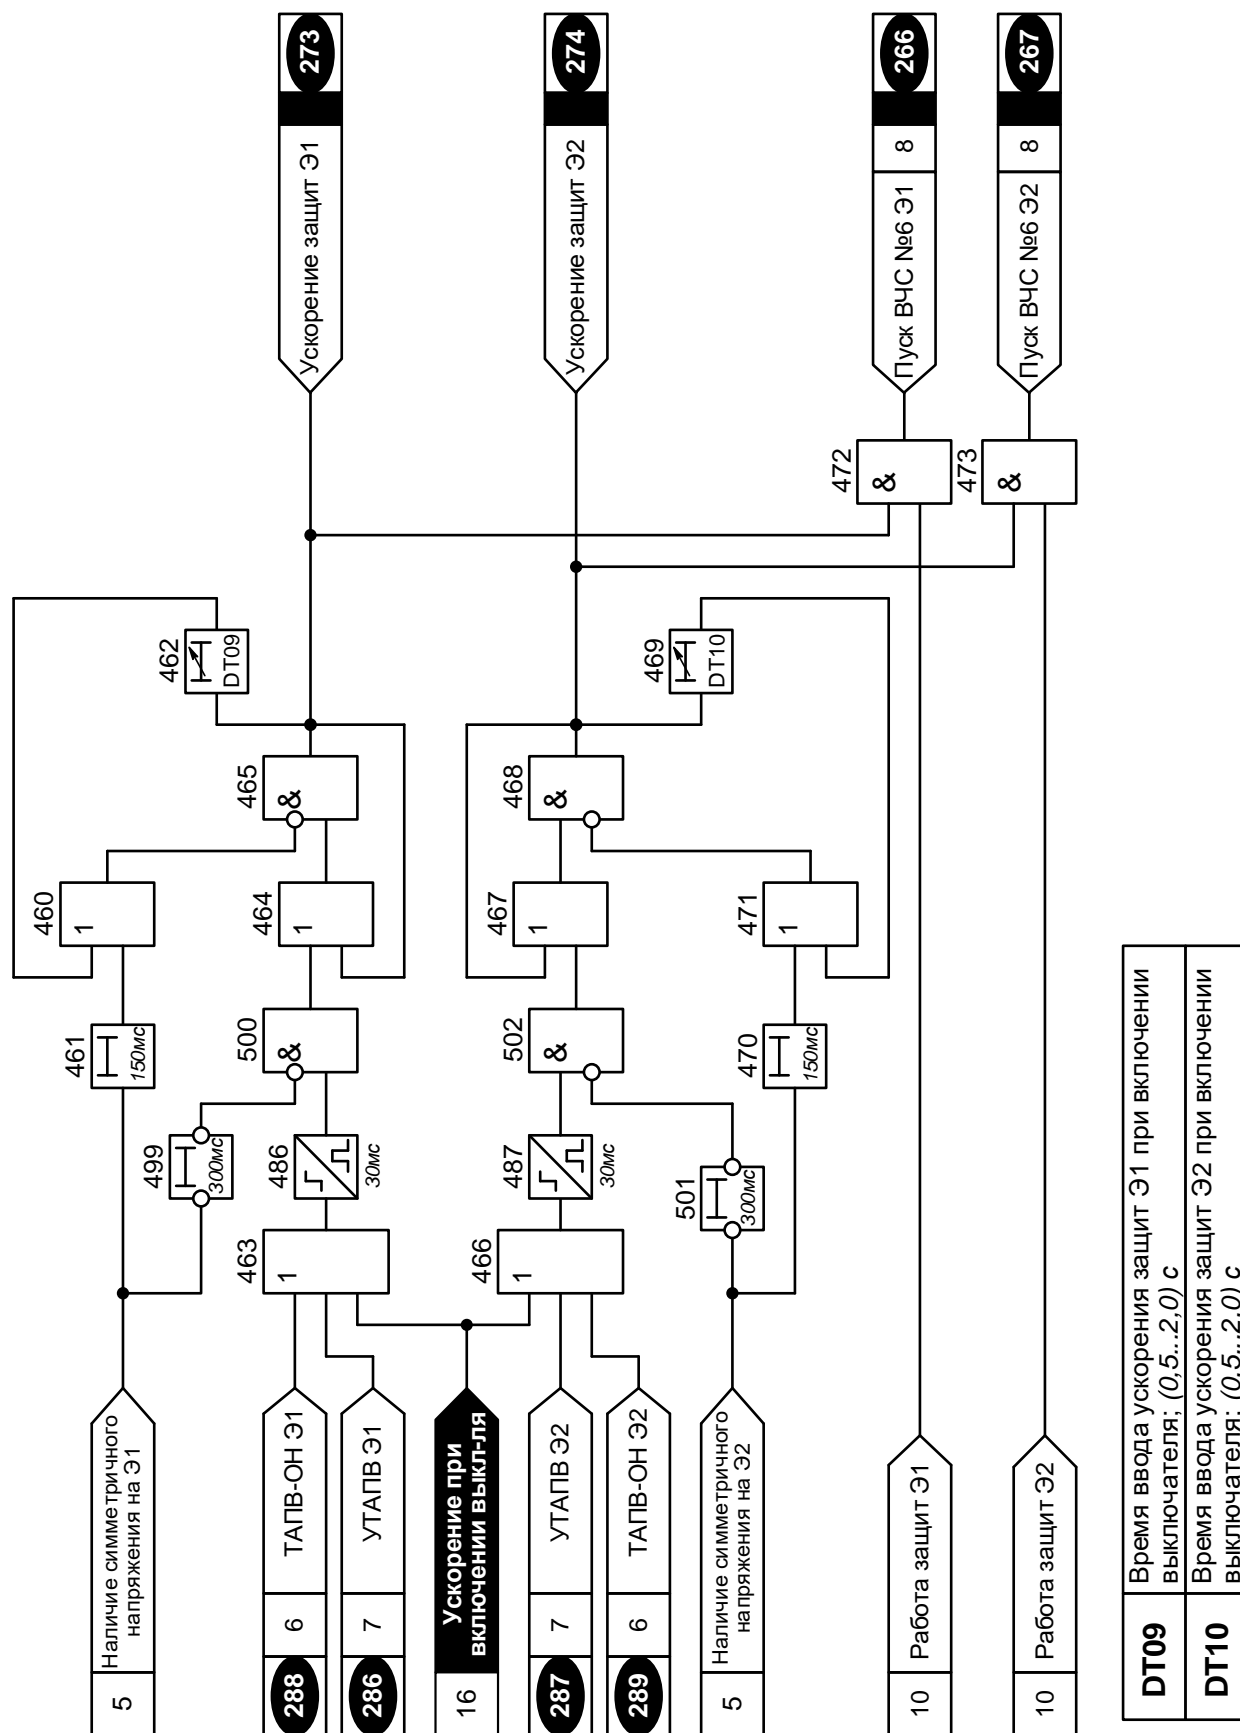 5
Наличие симметричного
напряжения на Э1
288
6
ТАПВ-ОН Э1
286
7
УТАПВ Э1
16
Ускорение при
включении выкл-ля
287
7
УТАПВ Э2
289
6
ТАПВ-ОН Э2
5
Наличие симметричного
напряжения на Э2
10
Работа защит Э1
10
Работа защит Э2
461
150мс
499
300мс
463
1
486
30мс
500
&
460
1
464
1
465
&
462
DT09
466
1
487
30мс
502
&
501
300мс
470
150мс
467
1
471
1
468
&
469
DT10
472
&
473
&
Ускорение защит Э1
273
Ускорение защит Э2
274
Пуск ВЧС №6 Э1
8
266
Пуск ВЧС №6 Э2
8
267
DT09
Время ввода ускорения защит Э1 при включении
выключателя; (0,5...2,0) с
DT10
Время ввода ускорения защит Э2 при включении
выключателя; (0,5...2,0) с